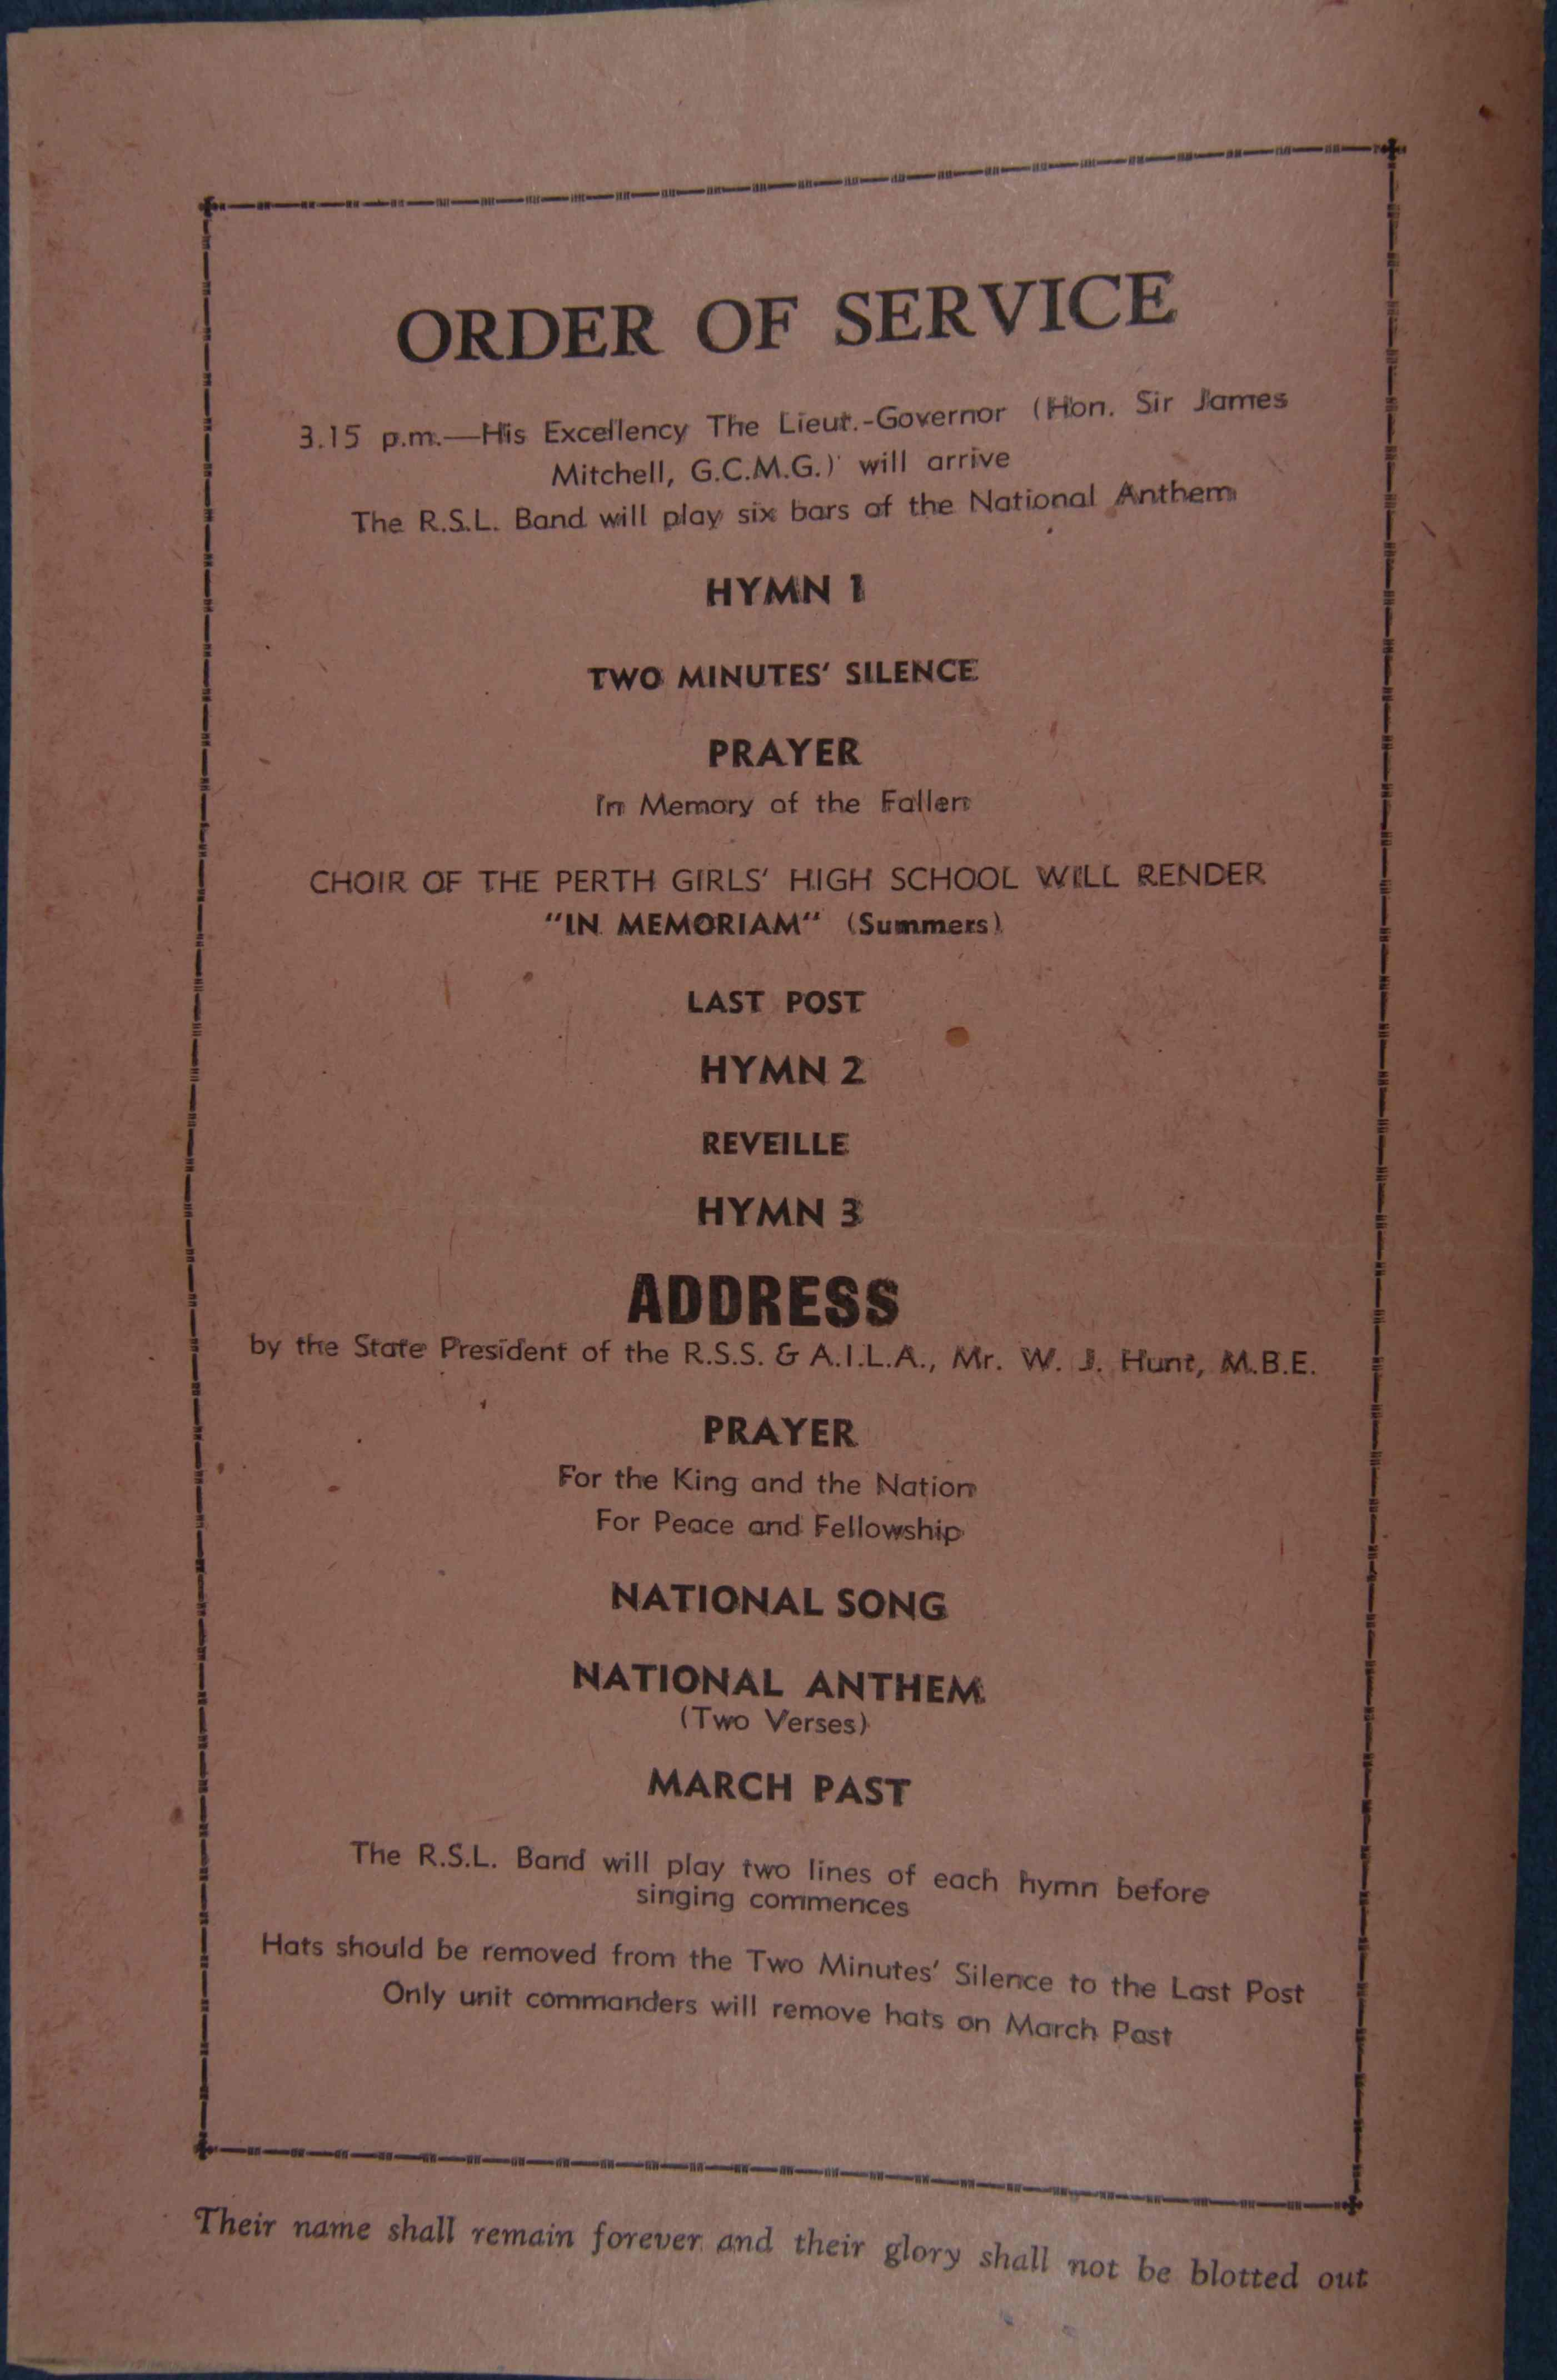 ORDER OF SERVICE
3.15 p.m.—His Excellency The Lieut.-Governor (Hon. Sir James
Mitchell, G.C.M.G.) will arrive
The R.S.L. Band will play six bars of the National Anthem
HYMN 1
TWO MINUTES' SILENCE
PRAYER
In Memory of the Fallen
CHOIR OF THE PERTH GIRLS' HIGH SCHOOL WILL RENDER
"IN MEMORIAM" (Summers)
LAST POST
HYMN 2
REVEILLE
HYMN 3
ADDRESS
by the State President of the R.S.S. & A.I.L.A., Mr. W. J. Hunt, M.B.E.
PRAYER
For the King and the Nation
For Peace and Fellowship
NATIONAL SONG
NATIONAL ANTHEM
(Two Verses)
MARCH PAST
The R.S.L. Band will play two lines of each hymn before
singing commences
Hats should be removed from the Two Minutes' Silence to the Last Post
Only unit commanders will remove hats on March Past
Their name shall remain forever and their glory shall not be blotted out